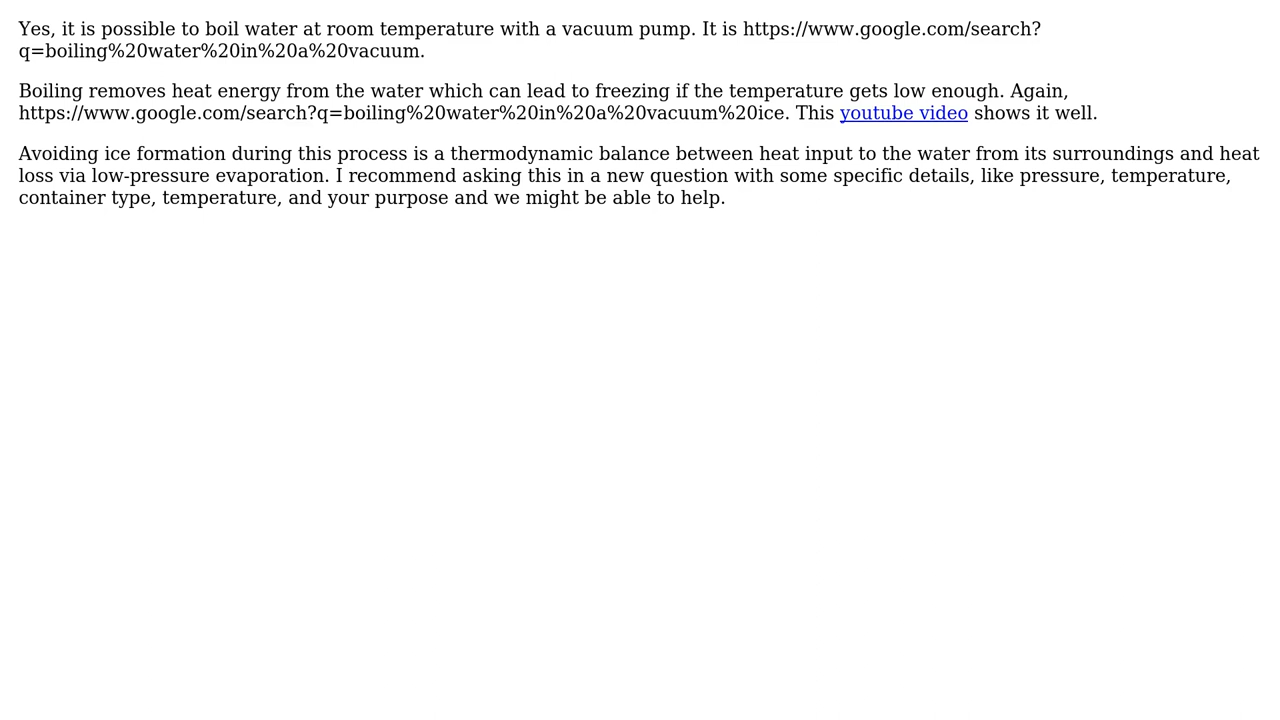 Yes, it is possible to boil water at room temperature with a vacuum pump. It is https://www.google.com/search?
q=boiling%20water%20in%20a%20vacuum.
Boiling removes heat energy from the water which can lead to freezing if the temperature gets low enough. Again,
https://www.google.com/search?q=boiling%20water%20in%20a%20vacuum%20ice. This youtube video shows it well.
Avoiding ice formation during this process is a thermodynamic balance between heat input to the water from its surroundings and heat
loss via low-pressure evaporation. I recommend asking this in a new question with some specific details, like pressure, temperature,
container type, temperature, and your purpose and we might be able to help.